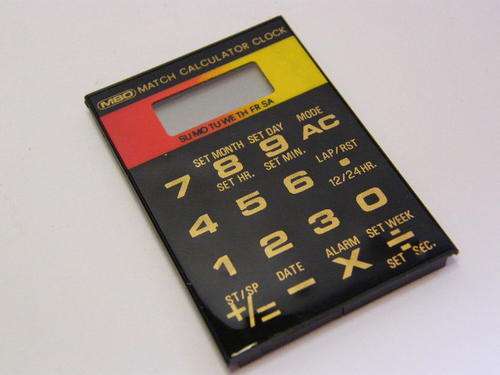 MBO MATCH CALCULATOR CLOCK
SU MO TU WE TH FR SA
SET MONTH SET DAY MODE
7 8 9 AC
SET HR. SET MIN. LAP/RST
4 5 6 .
12/24 HR.
1 2 3 0
ST/SP DATE ALARM SET WEEK
+/= − × ÷
SET SEC.